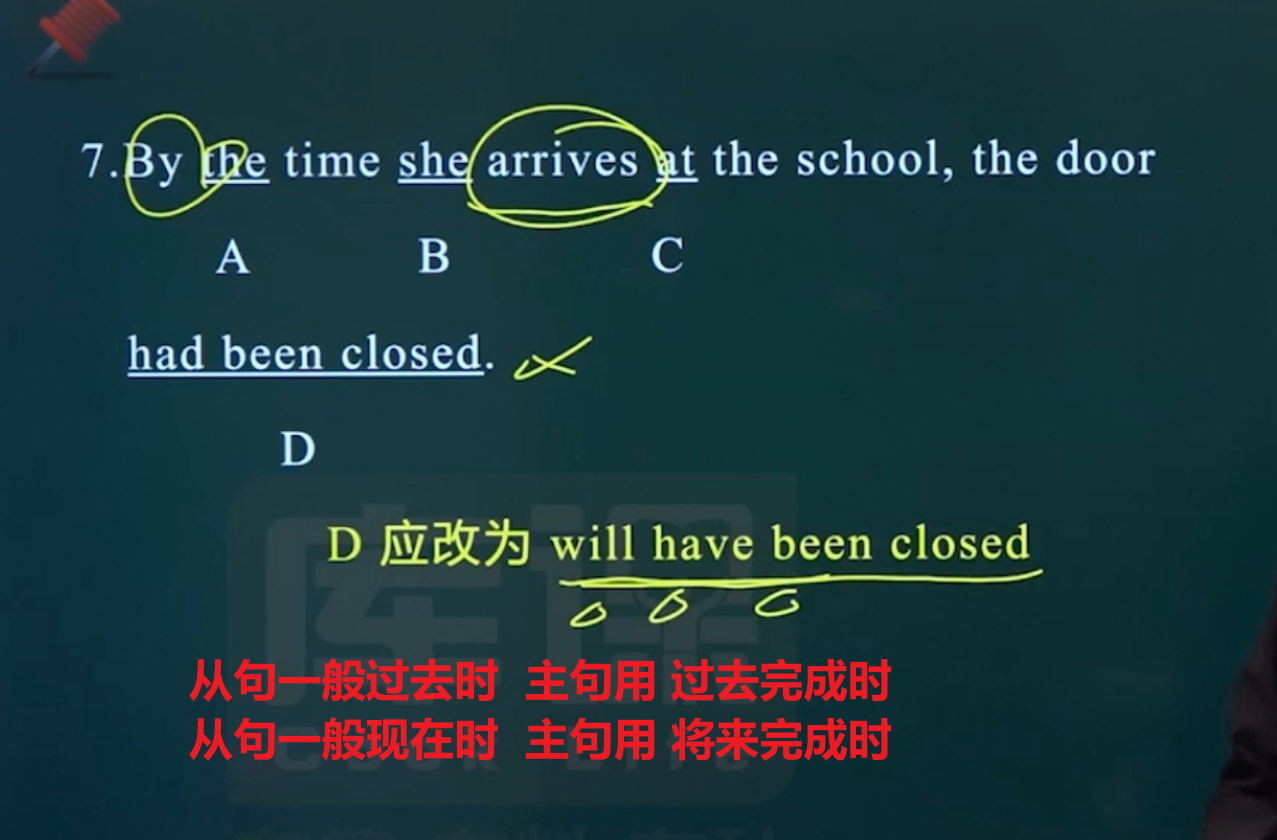 7.By the time she arrives at the school, the door
A B C
had been closed.
D
D 应改为 will have been closed
从句一般过去时 主句用 过去完成时
从句一般现在时 主句用 将来完成时
库课